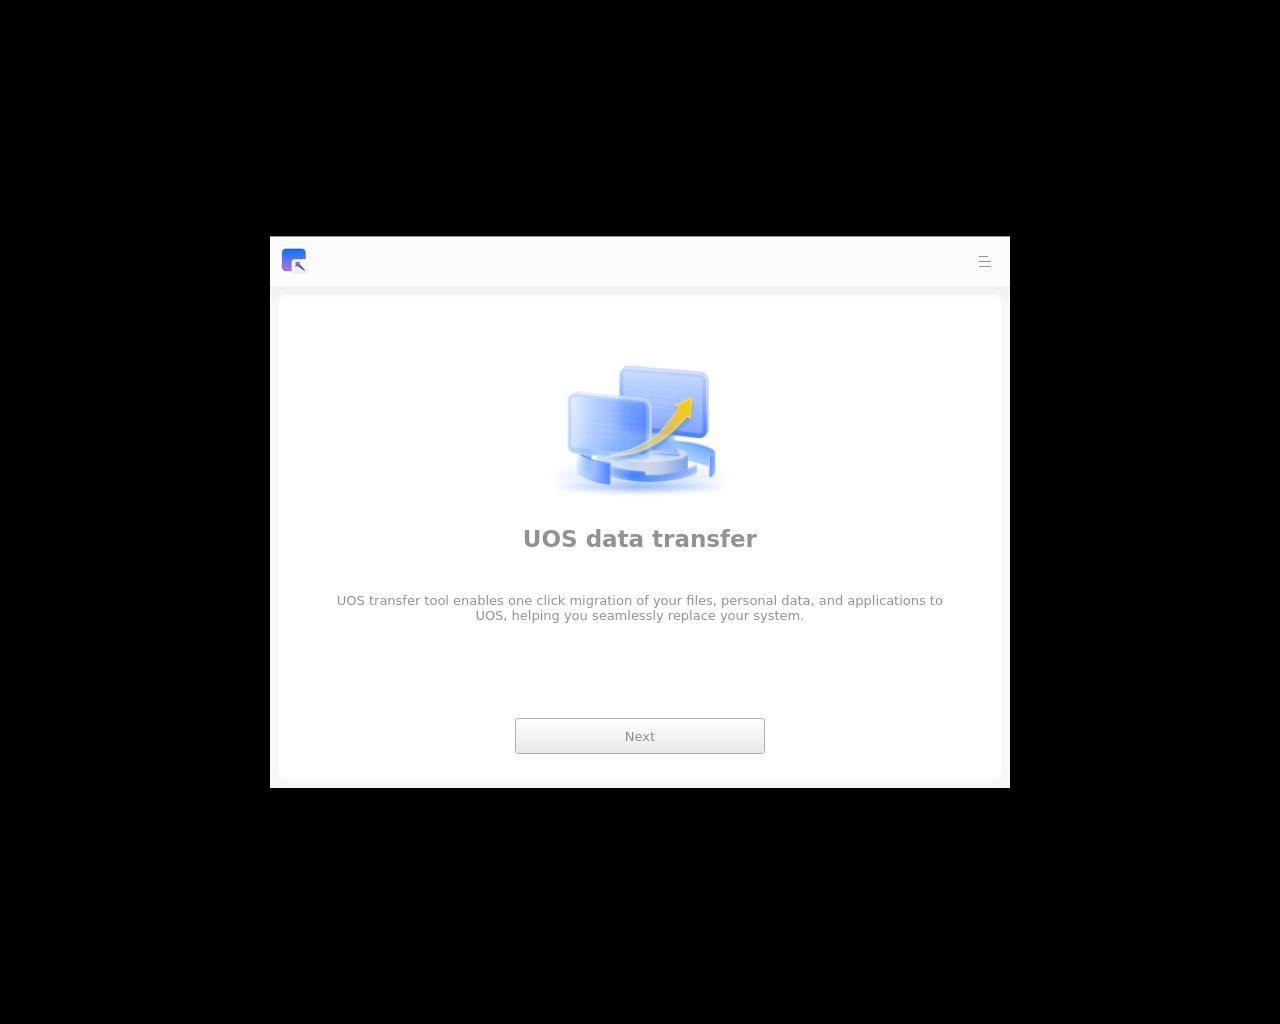 UOS data transfer
UOS transfer tool enables one click migration of your files, personal data, and applications to
UOS, helping you seamlessly replace your system.
Next